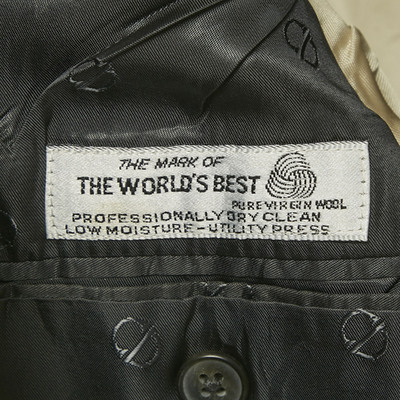 THE MARK OF
THE WORLD'S BEST
PURE VIRGIN WOOL
PROFESSIONALLY DRY CLEAN
LOW MOISTURE-UTILITY PRESS